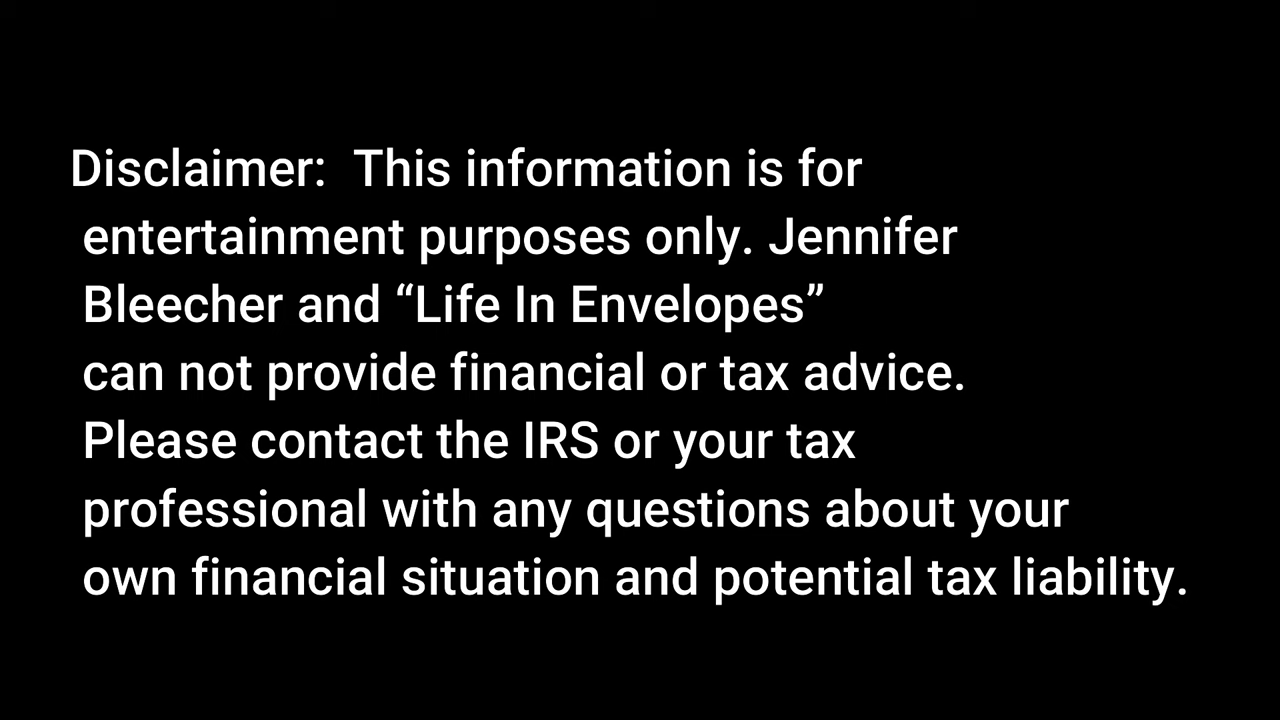 Disclaimer:  This information is for
entertainment purposes only. Jennifer
Bleecher and “Life In Envelopes”
can not provide financial or tax advice.
Please contact the IRS or your tax
professional with any questions about your
own financial situation and potential tax liability.